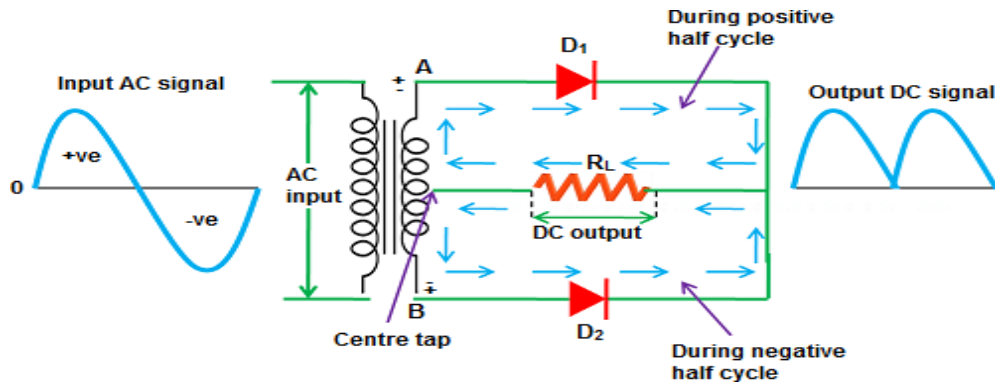 During positive
half cycle
D1
A
+
-
Input AC signal
Output DC signal
+ve
0
-ve
AC
input
RL
DC output
-
+
B
D2
Centre tap
During negative
half cycle